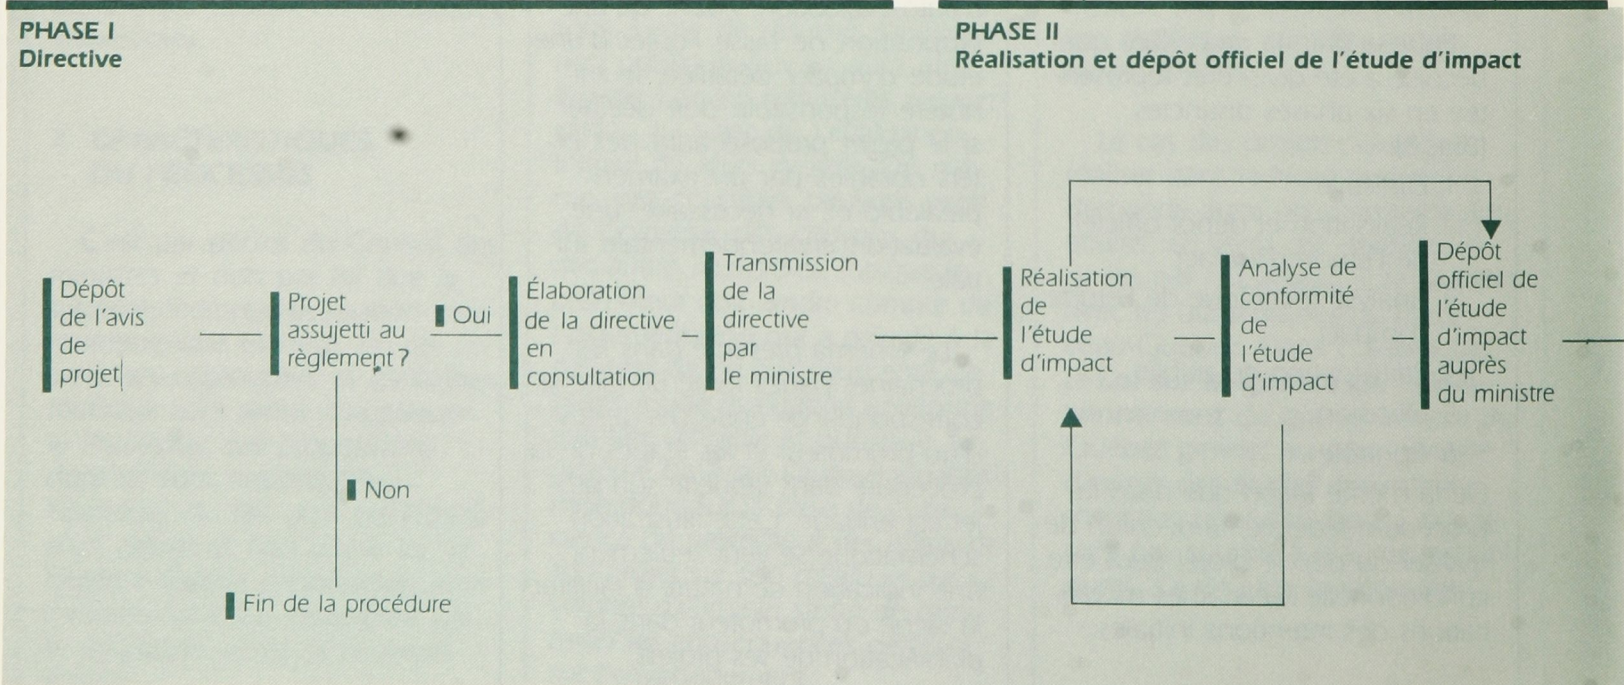 PHASE I
Directive
Dépôt
de l'avis
de
projet
Projet
assujetti au
règlement ?
Oui
Non
Fin de la procédure
Élaboration
de la directive
en
consultation
Transmission
de la
directive
par
le ministre
PHASE II
Réalisation et dépôt officiel de l'étude d'impact
Réalisation
de
l'étude
d'impact
Analyse de
conformité
de
l'étude
d'impact
Dépôt
officiel de
l'étude
d'impact
auprès
du ministre